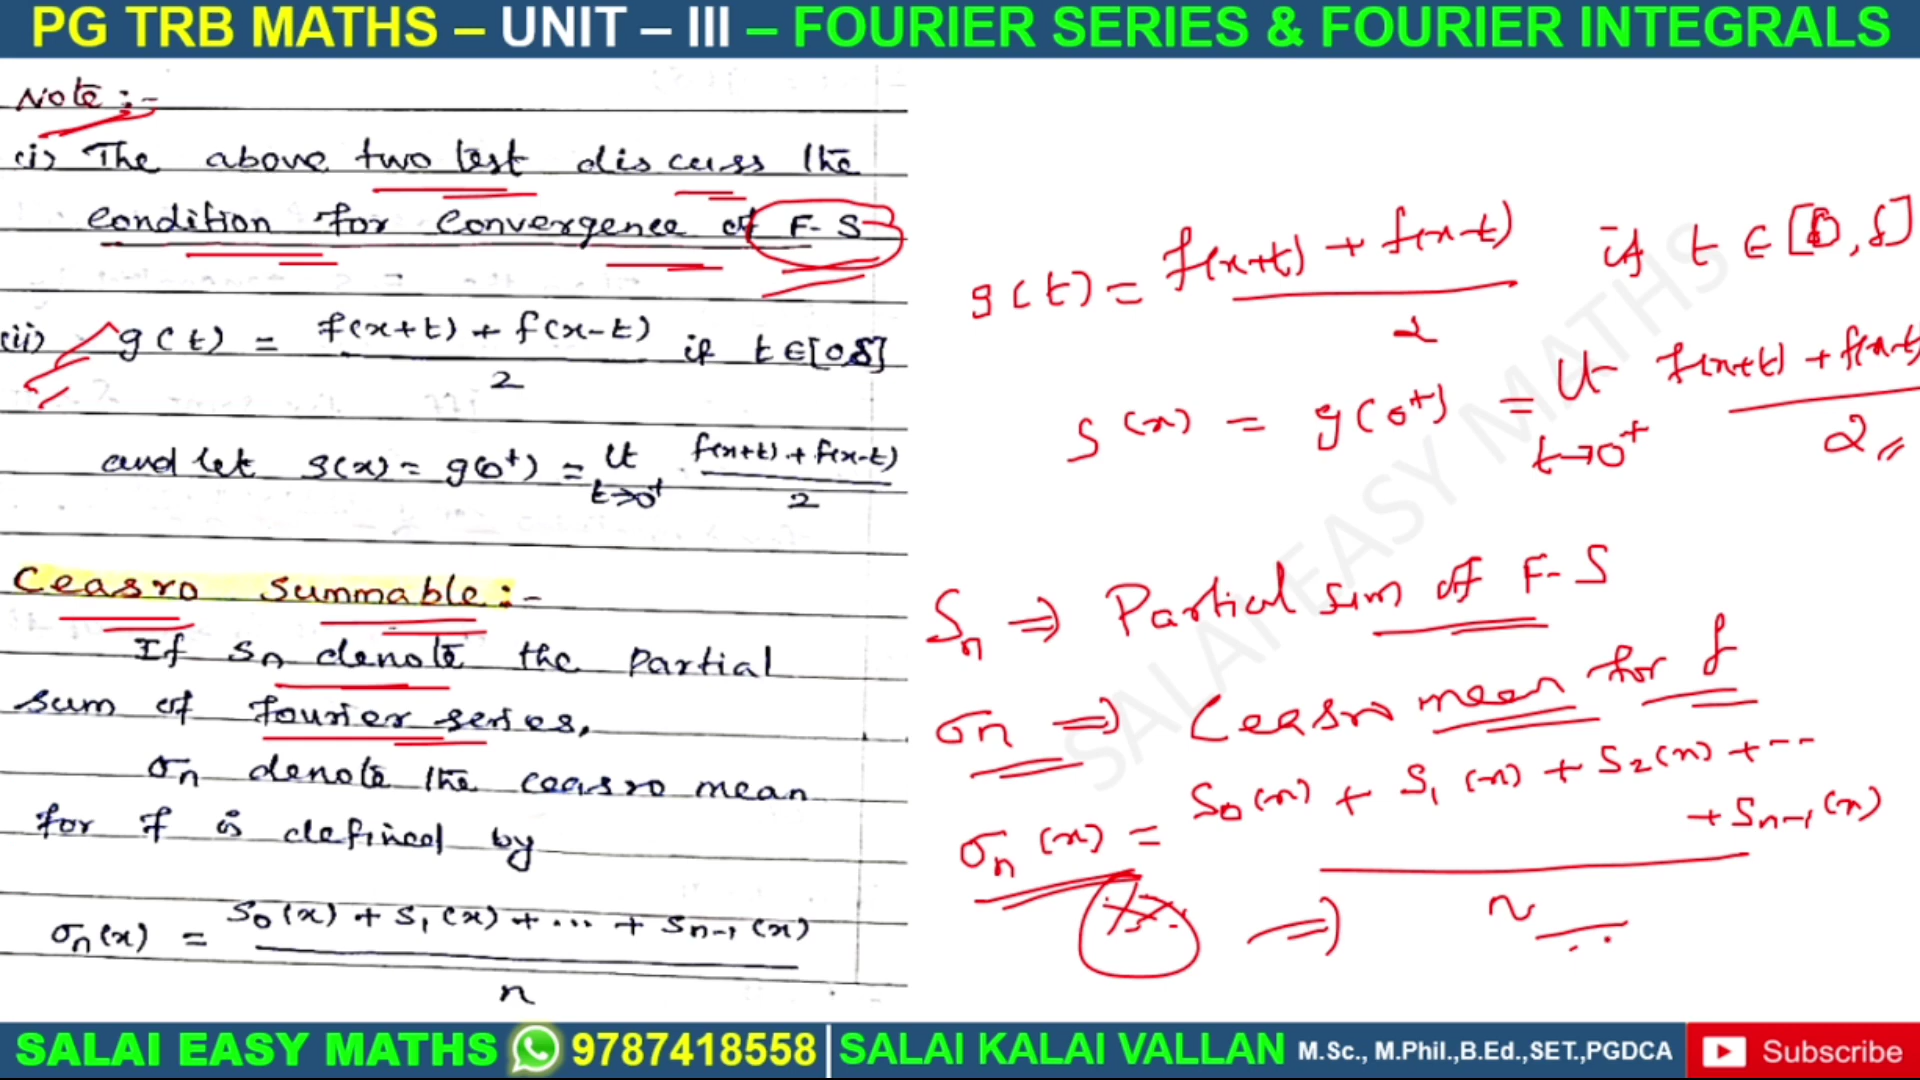 PG TRB MATHS – UNIT – III – FOURIER SERIES & FOURIER INTEGRALS
Note :-
(i) The above two test discuss the
condition for convergence of F-S
(ii) g(t) = f(x+t) + f(x-t) / 2 if t ∈ [0,δ]
and let s(x) = g(0⁺) = lt t→0⁺ f(x+t) + f(x-t) / 2
Ceasro Summable :-
If Sn denote the Partial
sum of fourier series,
σn denote the ceasro mean
for f is defined by
σn(x) = S0(x) + S1(x) + ... + Sn-1(x) / n
g(t) = f(x+t) + f(x-t) / 2 if t ∈ [0,δ]
S(x) = g(0⁺) = lt t→0⁺ f(x+t) + f(x-t) / 2
Sn ⇒ Partial sum of F-S
σn ⇒ Ceasro mean for f
σn(x) = S0(x) + S1(x) + S2(x) + --
+ Sn-1(x) / n
⇒
SALAI EASY MATHS
SALAI EASY MATHS 9787418558 SALAI KALAI VALLAN M.Sc., M.Phil.,B.Ed.,SET.,PGDCA Subscribe